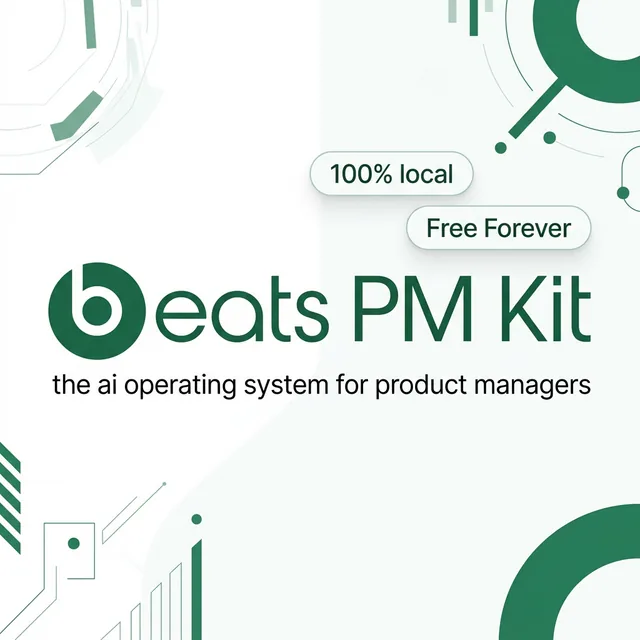 100% local
Free Forever
beats PM Kit
the ai operating system for product managers